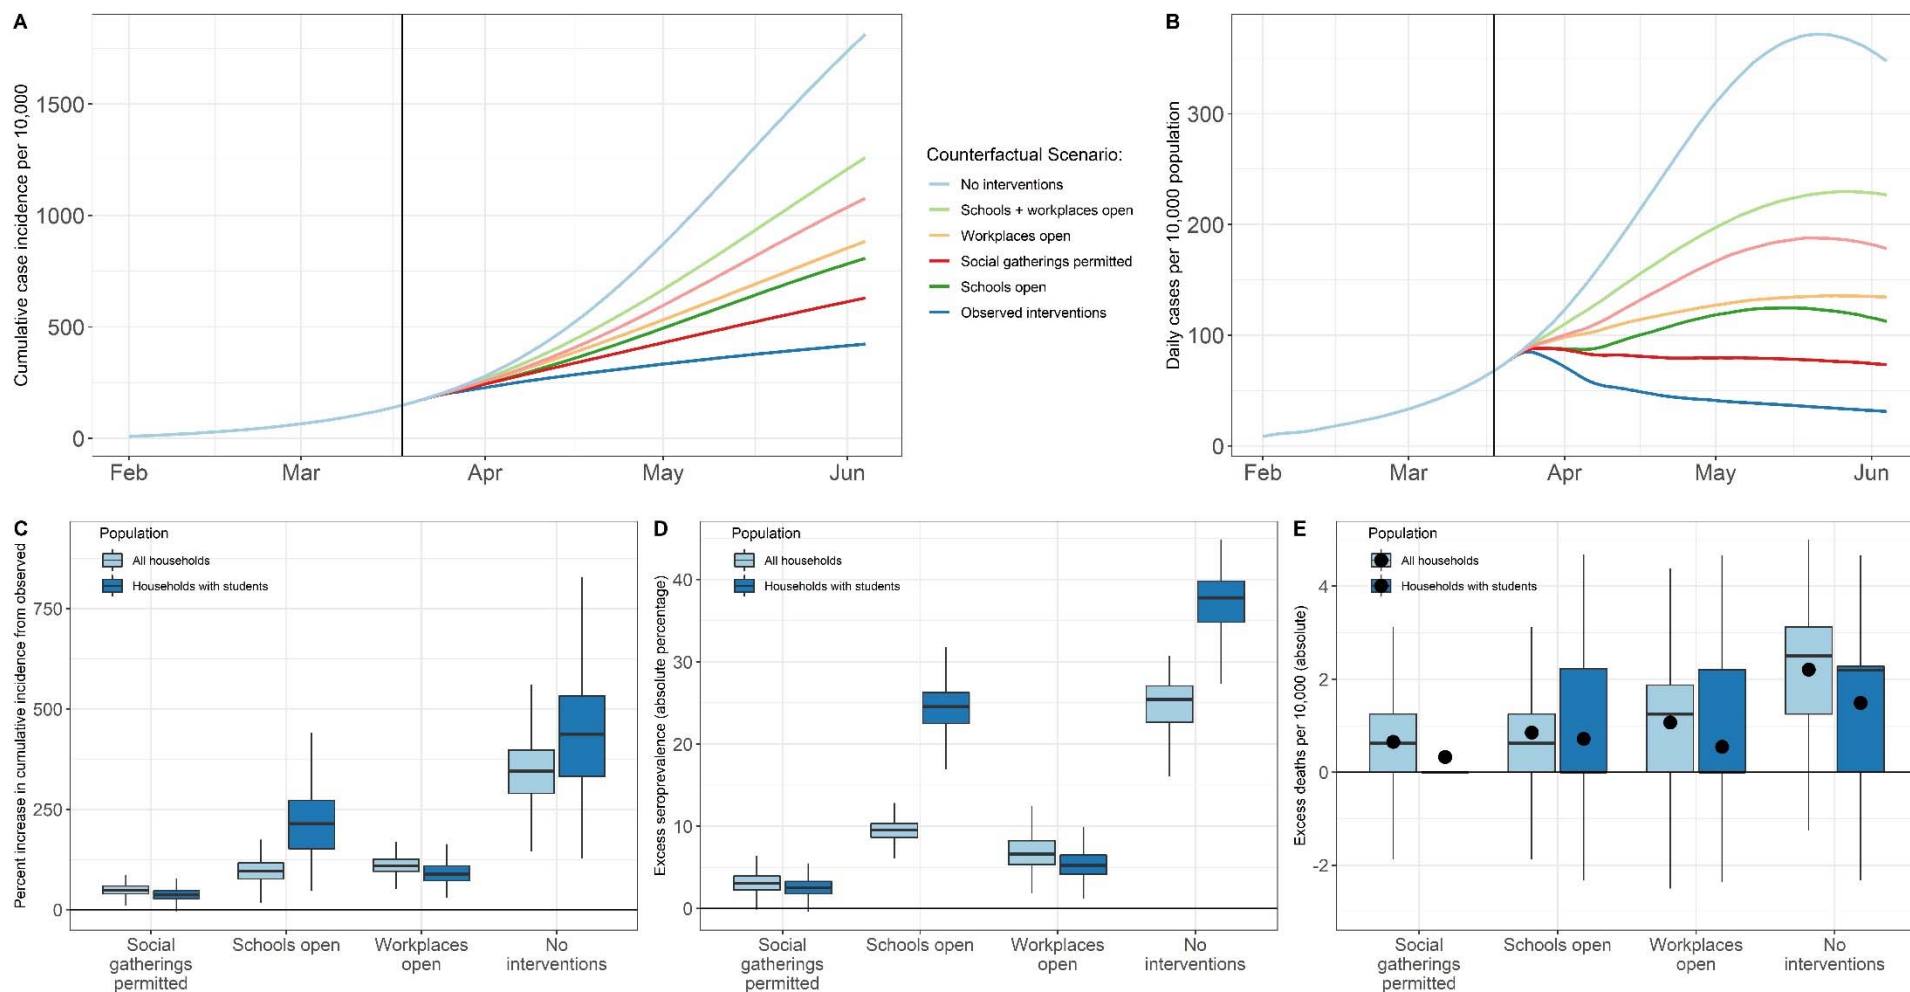 A
Cumulative case incidence per 10,000
1500
1000
500
0
Feb
Mar
Apr
May
Jun
Counterfactual Scenario:
No interventions
Schools + workplaces open
Workplaces open
Social gatherings permitted
Schools open
Observed interventions
B
Daily cases per 10,000 population
300
200
100
0
Feb
Mar
Apr
May
Jun
C
Percent increase in cumulative incidence from observed
Population
All households
Households with students
750
500
250
0
Social
gatherings
permitted
Schools open
Workplaces
open
No
interventions
D
Excess seroprevalence (absolute percentage)
Population
All households
Households with students
40
30
20
10
0
Social
gatherings
permitted
Schools open
Workplaces
open
No
interventions
E
Excess deaths per 10,000 (absolute)
Population
All households
Households with students
4
2
0
-2
Social
gatherings
permitted
Schools open
Workplaces
open
No
interventions